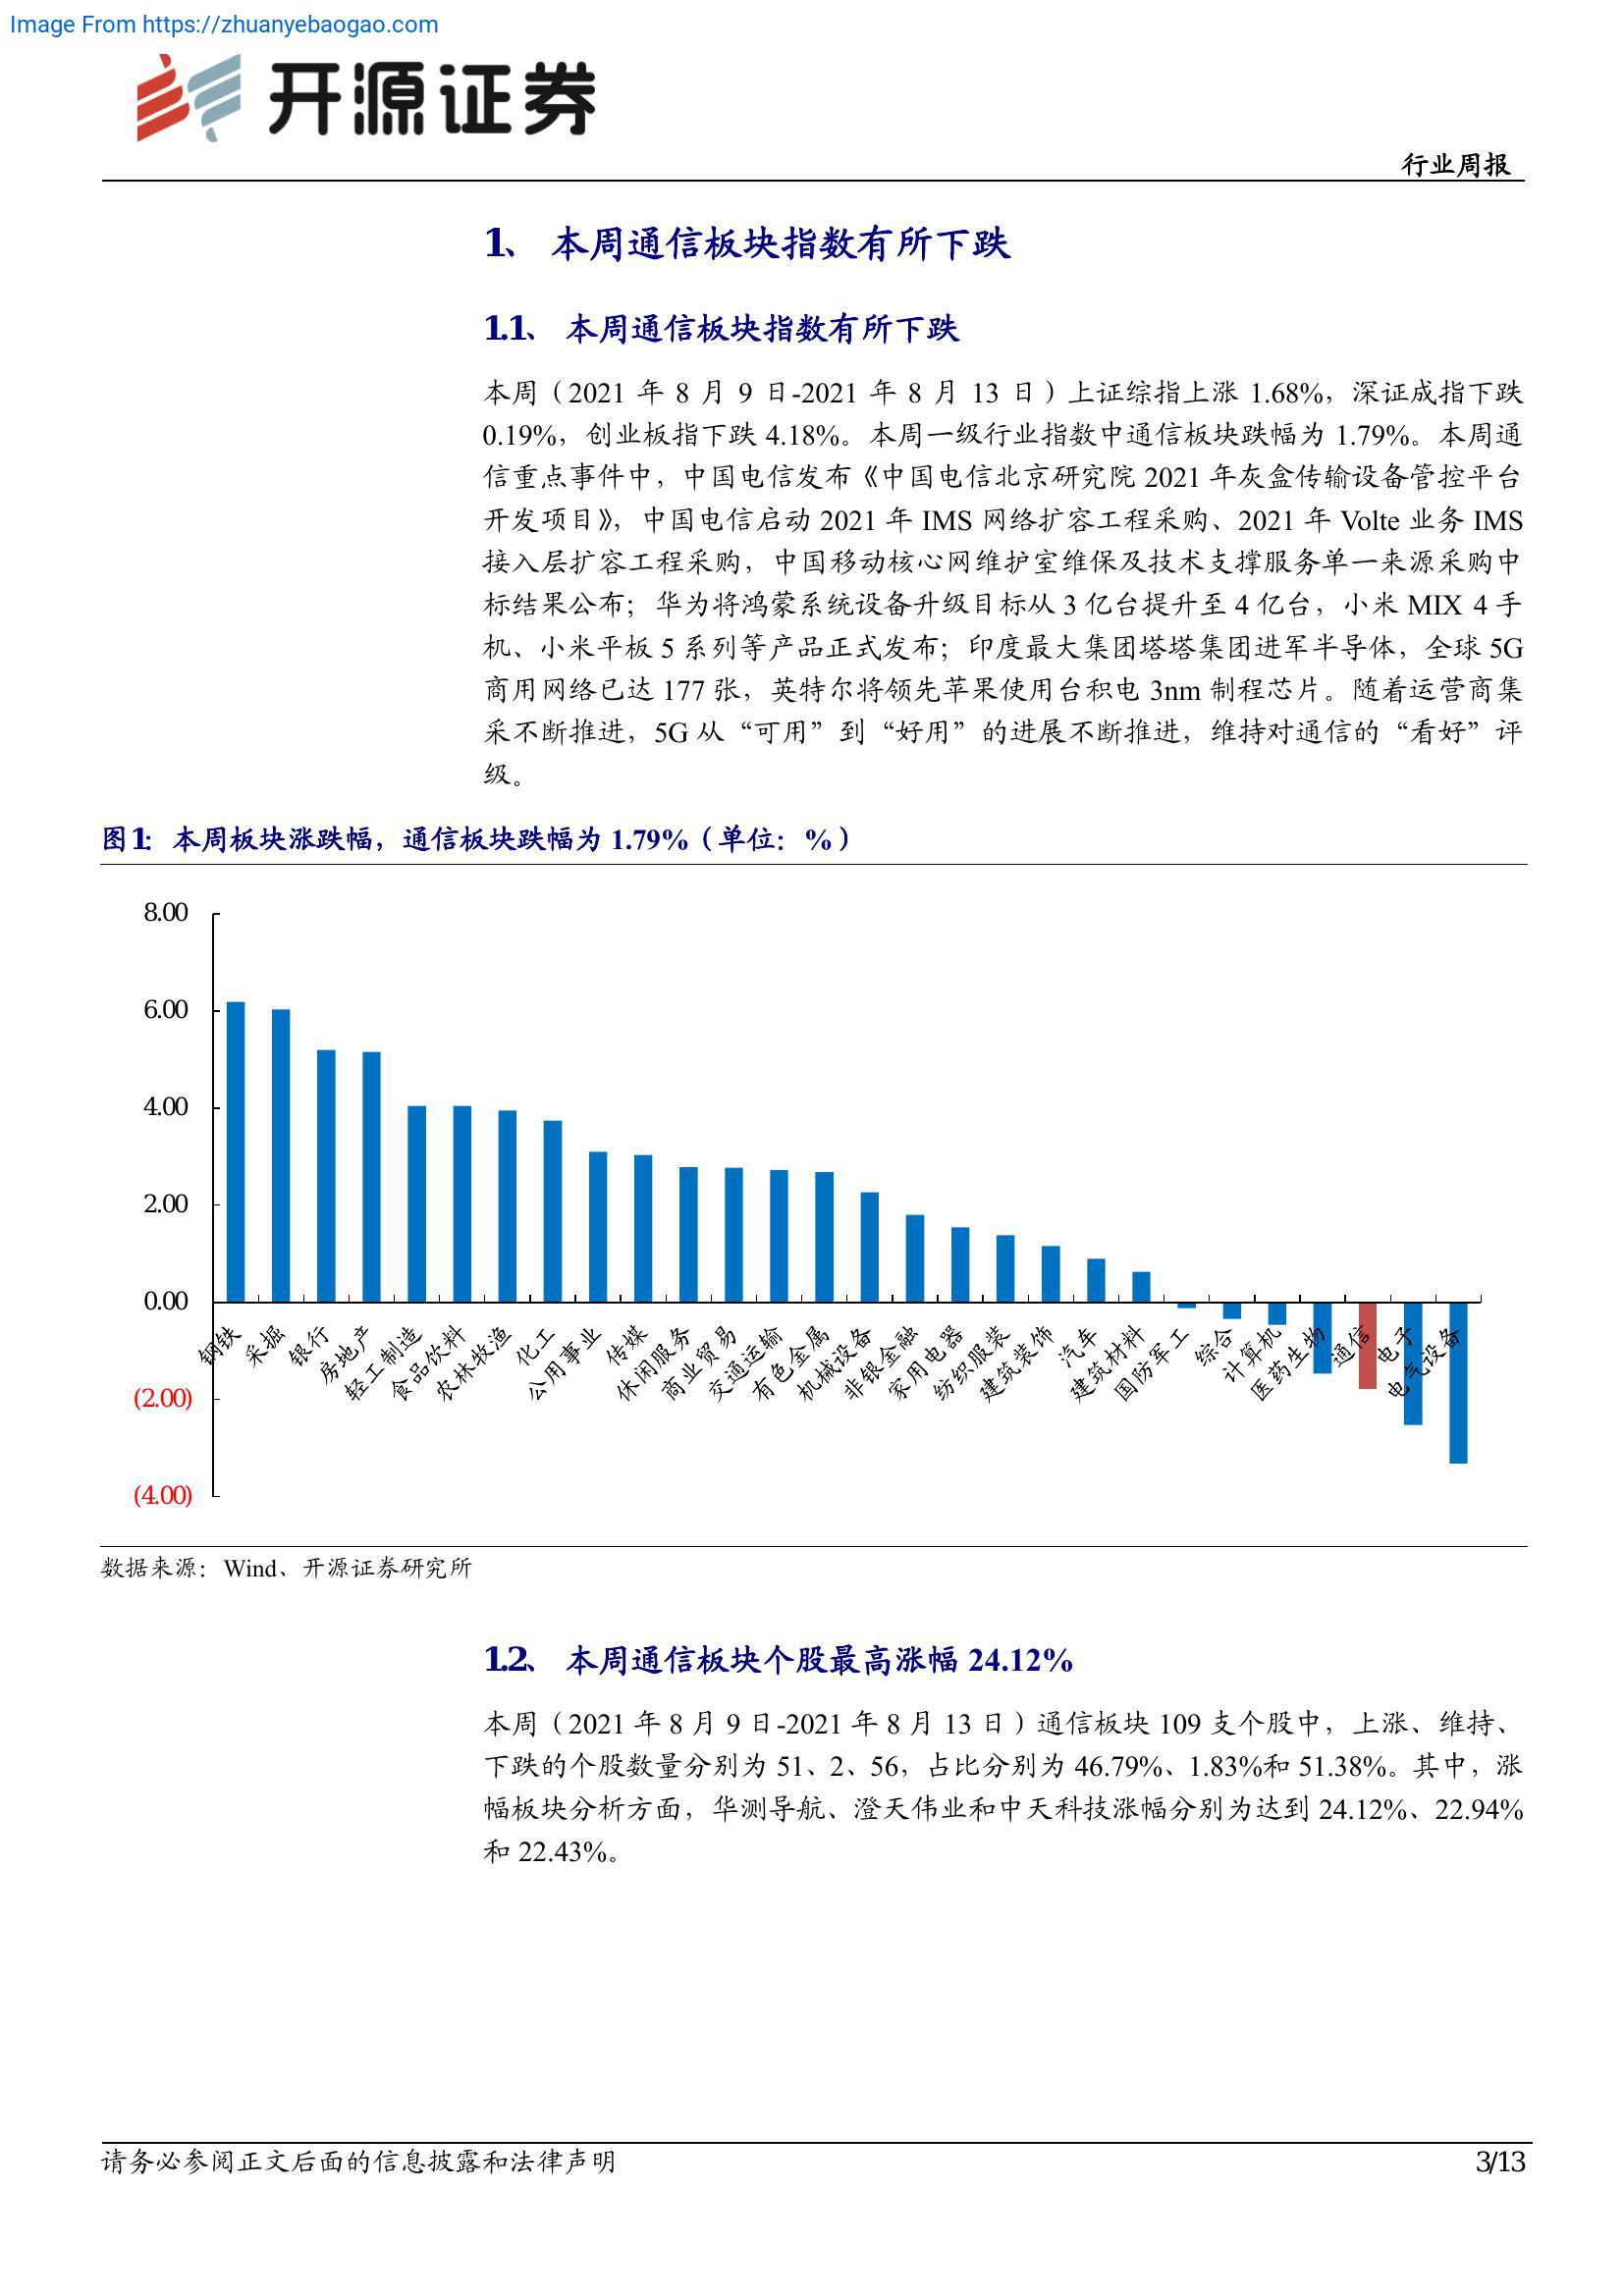 Image From https://zhuanyebaogao.com
开源证券
行业周报
1、 本周通信板块指数有所下跌
1.1、 本周通信板块指数有所下跌
本周（2021 年 8 月 9 日-2021 年 8 月 13 日）上证综指上涨 1.68%，深证成指下跌
0.19%，创业板指下跌 4.18%。本周一级行业指数中通信板块跌幅为 1.79%。本周通
信重点事件中，中国电信发布《中国电信北京研究院 2021 年灰盒传输设备管控平台
开发项目》，中国电信启动 2021 年 IMS 网络扩容工程采购、2021 年 Volte 业务 IMS
接入层扩容工程采购，中国移动核心网维护室维保及技术支撑服务单一来源采购中
标结果公布；华为将鸿蒙系统设备升级目标从 3 亿台提升至 4 亿台，小米 MIX 4 手
机、小米平板 5 系列等产品正式发布；印度最大集团塔塔集团进军半导体，全球 5G
商用网络已达 177 张，英特尔将领先苹果使用台积电 3nm 制程芯片。随着运营商集
采不断推进，5G 从“可用”到“好用”的进展不断推进，维持对通信的“看好”评
级。
图1： 本周板块涨跌幅，通信板块跌幅为 1.79%（单位：%）
8.00
6.00
4.00
2.00
0.00
(2.00)
(4.00)
钢铁
采掘
银行
房地产
轻工制造
食品饮料
农林牧渔
化工
公用事业
传媒
休闲服务
商业贸易
交通运输
有色金属
机械设备
非银金融
家用电器
纺织服装
建筑装饰
汽车
建筑材料
国防军工
综合
计算机
医药生物
通信
电子
电气设备
数据来源：Wind、开源证券研究所
1.2、 本周通信板块个股最高涨幅 24.12%
本周（2021 年 8 月 9 日-2021 年 8 月 13 日）通信板块 109 支个股中，上涨、维持、
下跌的个股数量分别为 51、2、56，占比分别为 46.79%、1.83%和 51.38%。其中，涨
幅板块分析方面，华测导航、澄天伟业和中天科技涨幅分别为达到 24.12%、22.94%
和 22.43%。
请务必参阅正文后面的信息披露和法律声明
3/13